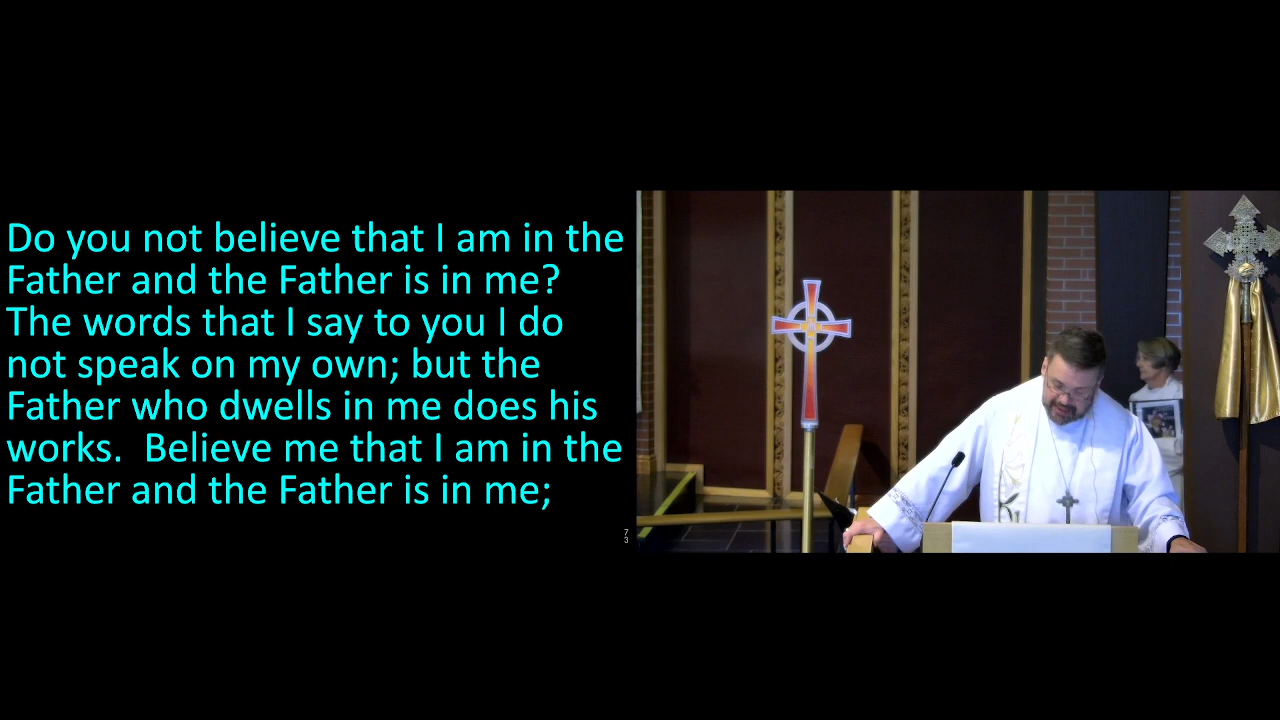 Do you not believe that I am in the
Father and the Father is in me?
The words that I say to you I do
not speak on my own; but the
Father who dwells in me does his
works.  Believe me that I am in the
Father and the Father is in me;
7
3